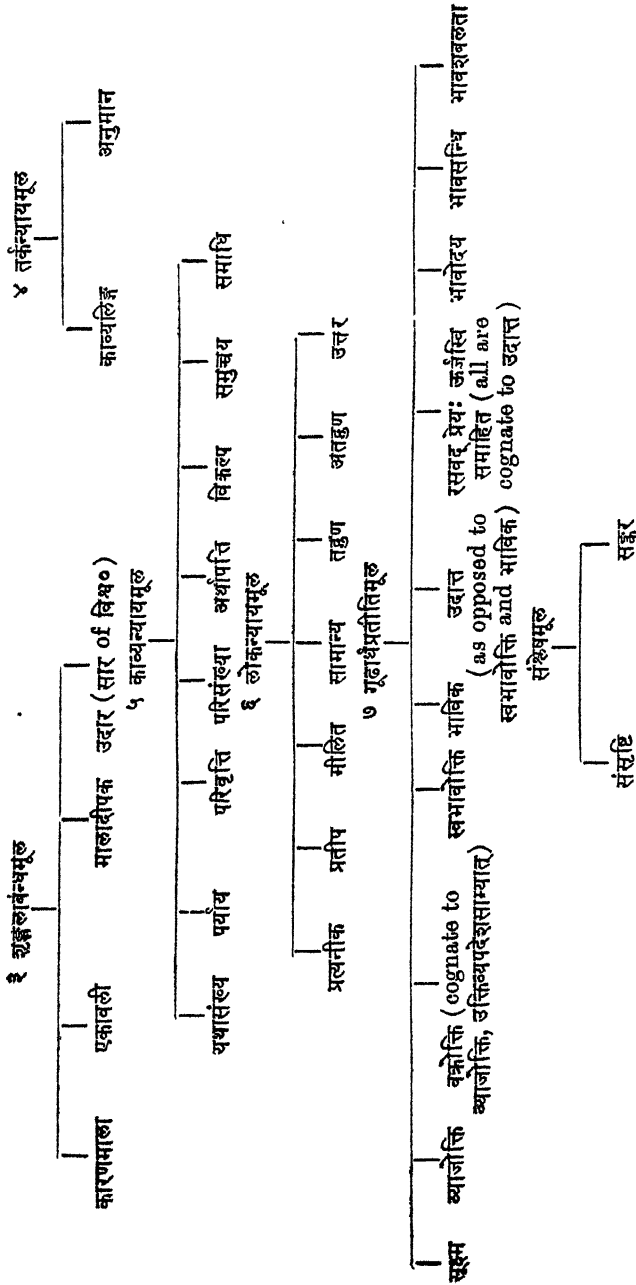 ३ शृङ्खलाबन्धमूल
कारणमाला एकावली मालादीपक उदार (सार of विश्व०)
४ तर्कन्यायमूल
काव्यलिङ्ग अनुमान
५ काव्यन्यायमूल
यथासंख्य पर्याय परिवृत्ति परिसंख्या अर्थापत्ति विकल्प समुच्चय समाधि
६ लोकन्यायमूल
प्रत्यनीक प्रतीप मीलित सामान्य तद्गुण अतद्गुण उत्तर
७ गूढार्थप्रतीतिमूल
सूक्ष्म व्याजोक्ति वक्रोक्ति (cognate to स्वभावोक्ति भाविक उदात्त रसवद् प्रेयः ऊर्जस्वि भावोदय भावसन्धि भावशबलता
व्याजोक्ति, उक्तिव्यपदेशसाम्यात्) (as opposed to समाहित (all are
स्वभावोक्ति and भाविक) cognate to उदात्त)
संश्लेषमूल
संसृष्टि सङ्कर